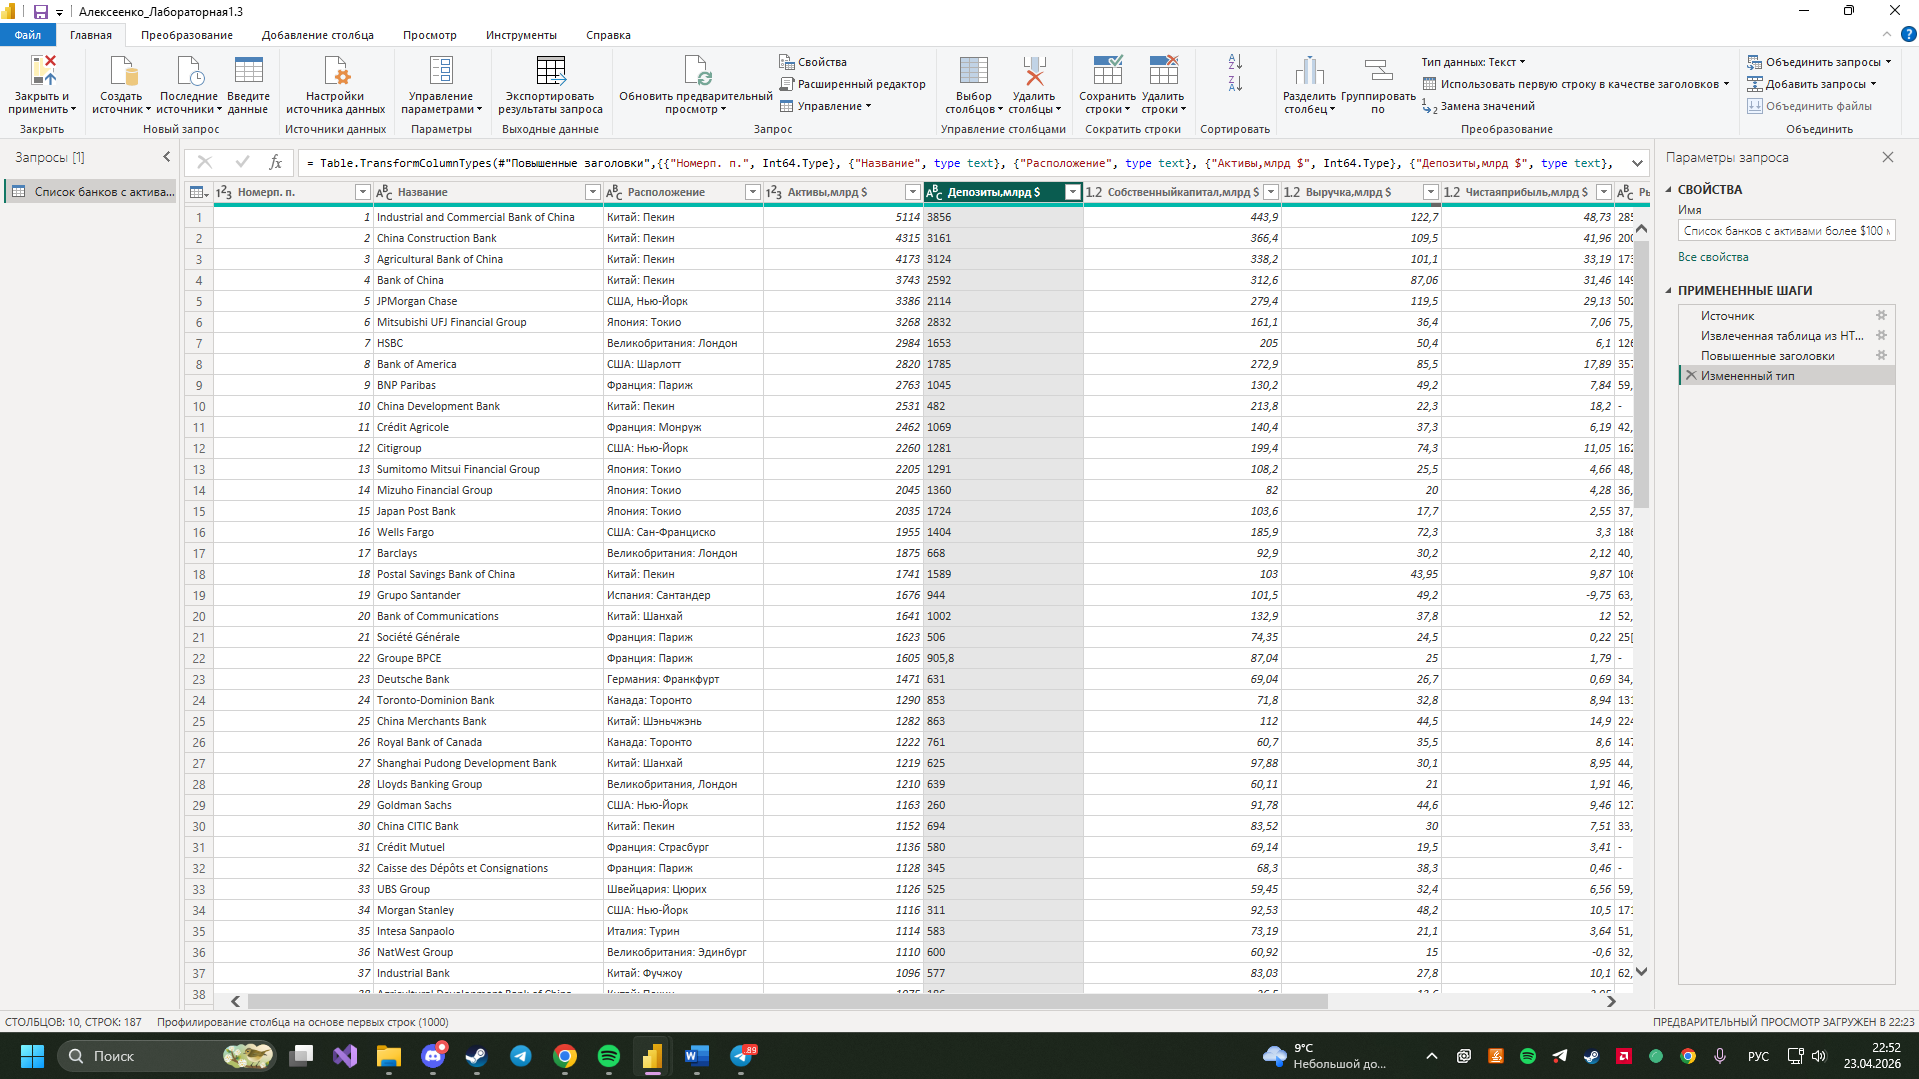 Алексеенко_Лабораторная1.3
Файл Главная Преобразование Добавление столбца Просмотр Инструменты Справка
Закрыть и применить
Закрыть
Создать источник
Последние источники
Введите данные
Новый запрос
Настройки источника данных
Источники данных
Управление параметрами
Параметры
Экспортировать результаты запроса
Выходные данные
Обновить предварительный просмотр
Свойства
Расширенный редактор
Управление
Запрос
Выбор столбцов
Удалить столбцы
Управление столбцами
Сохранить строки
Удалить строки
Сократить строки
Сортировать
Разделить столбец
Группировать по
Тип данных: Текст
Использовать первую строку в качестве заголовков
Замена значений
Преобразование
Объединить запросы
Добавить запросы
Объединить файлы
Объединить
Запросы [1]
Список банков с актива...
= Table.TransformColumnTypes(#"Повышенные заголовки",{{"Номерп. п.", Int64.Type}, {"Название", type text}, {"Расположение", type text}, {"Активы,млрд $", Int64.Type}, {"Депозиты,млрд $", type text},
Номерп. п. Название Расположение Активы,млрд $ Депозиты,млрд $ Собственныйкапитал,млрд $ Выручка,млрд $ Чистаяприбыль,млрд $ Ры
1 1 Industrial and Commercial Bank of China Китай: Пекин 5114 3856 443,9 122,7 48,73 285
2 2 China Construction Bank Китай: Пекин 4315 3161 366,4 109,5 41,96 200
3 3 Agricultural Bank of China Китай: Пекин 4173 3124 338,2 101,1 33,19 173
4 4 Bank of China Китай: Пекин 3743 2592 312,6 87,06 31,46 149
5 5 JPMorgan Chase США, Нью-Йорк 3386 2114 279,4 119,5 29,13 502
6 6 Mitsubishi UFJ Financial Group Япония: Токио 3268 2832 161,1 36,4 7,06 75,
7 7 HSBC Великобритания: Лондон 2984 1653 205 50,4 6,1 126
8 8 Bank of America США: Шарлотт 2820 1785 272,9 85,5 17,89 357
9 9 BNP Paribas Франция: Париж 2763 1045 130,2 49,2 7,84 59,
10 10 China Development Bank Китай: Пекин 2531 482 213,8 22,3 18,2 -
11 11 Crédit Agricole Франция: Монруж 2462 1069 140,4 37,3 6,19 42,
12 12 Citigroup США: Нью-Йорк 2260 1281 199,4 74,3 11,05 162
13 13 Sumitomo Mitsui Financial Group Япония: Токио 2205 1291 108,2 25,5 4,66 48,
14 14 Mizuho Financial Group Япония: Токио 2045 1360 82 20 4,28 36,
15 15 Japan Post Bank Япония: Токио 2035 1724 103,6 17,7 2,55 37,
16 16 Wells Fargo США: Сан-Франциско 1955 1404 185,9 72,3 3,3 186
17 17 Barclays Великобритания: Лондон 1875 668 92,9 30,2 2,12 40,
18 18 Postal Savings Bank of China Китай: Пекин 1741 1589 103 43,95 9,87 106
19 19 Grupo Santander Испания: Сантандер 1676 944 101,5 49,2 -9,75 63,
20 20 Bank of Communications Китай: Шанхай 1641 1002 132,9 37,8 12 52,
21 21 Société Générale Франция: Париж 1623 506 74,35 24,5 0,22 25[
22 22 Groupe BPCE Франция: Париж 1605 905,8 87,04 25 1,79 -
23 23 Deutsche Bank Германия: Франкфурт 1471 631 69,04 26,7 0,69 34,
24 24 Toronto-Dominion Bank Канада: Торонто 1290 853 71,8 32,8 8,94 131
25 25 China Merchants Bank Китай: Шэньчжэнь 1282 863 112 44,5 14,9 224
26 26 Royal Bank of Canada Канада: Торонто 1222 761 60,7 35,5 8,6 147
27 27 Shanghai Pudong Development Bank Китай: Шанхай 1219 625 97,88 30,1 8,95 44,
28 28 Lloyds Banking Group Великобритания, Лондон 1210 639 60,11 21 1,91 46,
29 29 Goldman Sachs США: Нью-Йорк 1163 260 91,78 44,6 9,46 127
30 30 China CITIC Bank Китай: Пекин 1152 694 83,52 30 7,51 33,
31 31 Crédit Mutuel Франция: Страсбург 1136 580 69,14 19,5 3,41 -
32 32 Caisse des Dépôts et Consignations Франция: Париж 1128 345 68,3 38,3 0,46 -
33 33 UBS Group Швейцария: Цюрих 1126 525 59,45 32,4 6,56 59,
34 34 Morgan Stanley США: Нью-Йорк 1116 311 92,53 48,2 10,5 171
35 35 Intesa Sanpaolo Италия: Турин 1114 583 73,19 21,1 3,64 51,
36 36 NatWest Group Великобритания: Эдинбург 1110 600 60,92 15 -0,6 32,
37 37 Industrial Bank Китай: Фучжоу 1096 577 83,03 27,8 10,1 62,
38
Параметры запроса
СВОЙСТВА
Имя
Список банков с активами более $100 м
Все свойства
ПРИМЕНЕННЫЕ ШАГИ
Источник
Извлеченная таблица из HT...
Повышенные заголовки
Измененный тип
СТОЛБЦОВ: 10, СТРОК: 187 Профилирование столбца на основе первых строк (1000) ПРЕДВАРИТЕЛЬНЫЙ ПРОСМОТР ЗАГРУЖЕН В 22:23
Поиск
89
9°C
Небольшой до...
РУС
22:52
23.04.2026